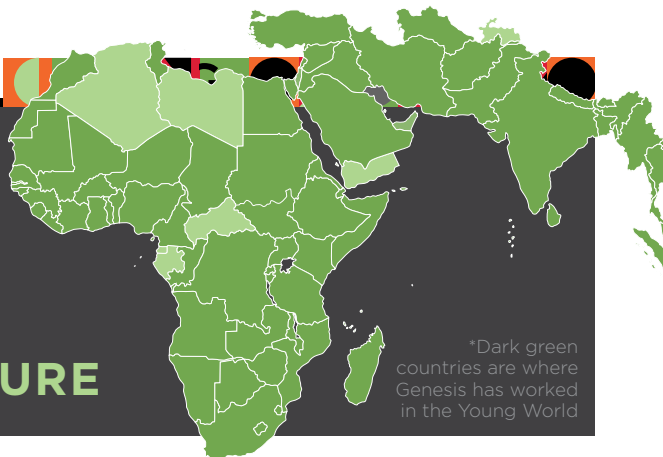 URE
*Dark green
countries are where
Genesis has worked
in the Young World